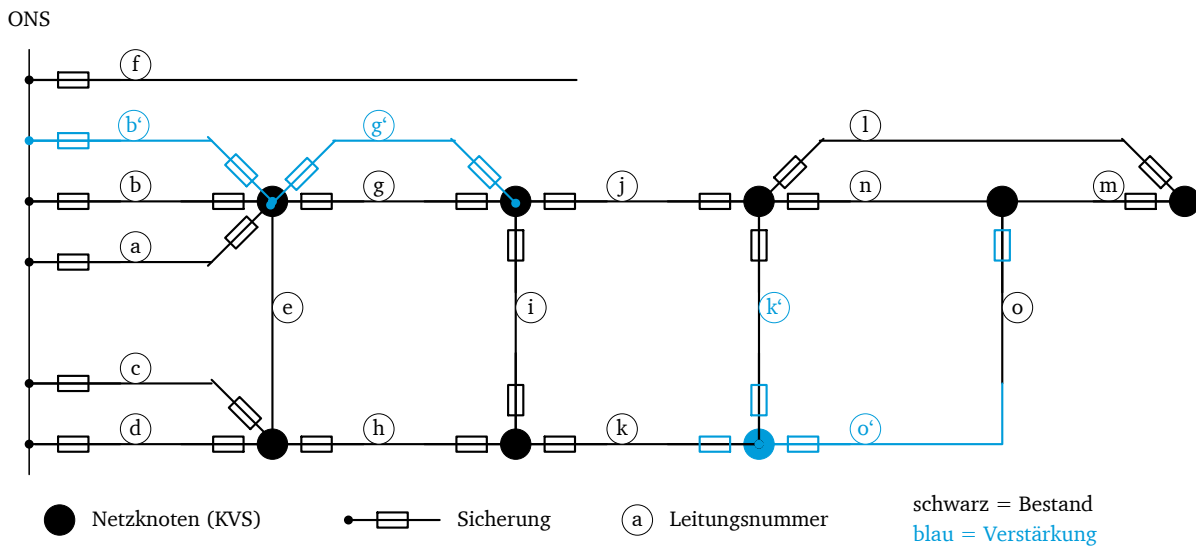 ONS
f
b‘
g‘
l
b
g
j
n
m
a
e
i
k‘
o
c
d
h
k
o‘
Netzknoten (KVS)
Sicherung
a
Leitungsnummer
schwarz = Bestand
blau = Verstärkung